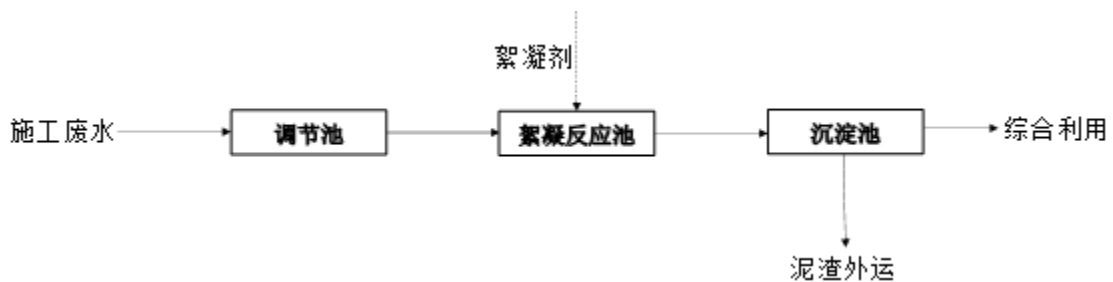 絮凝剂
施工废水
调节池
絮凝反应池
沉淀池
综合利用
泥渣外运